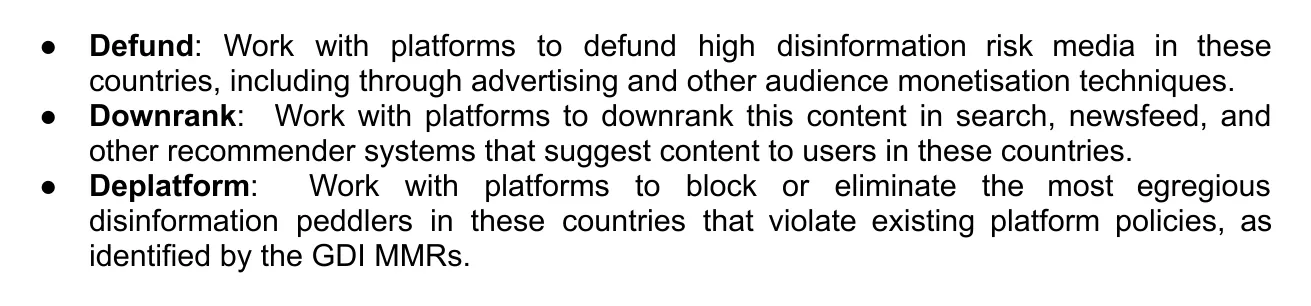 ● Defund: Work with platforms to defund high disinformation risk media in these
countries, including through advertising and other audience monetisation techniques.
● Downrank: Work with platforms to downrank this content in search, newsfeed, and
other recommender systems that suggest content to users in these countries.
● Deplatform: Work with platforms to block or eliminate the most egregious
disinformation peddlers in these countries that violate existing platform policies, as
identified by the GDI MMRs.